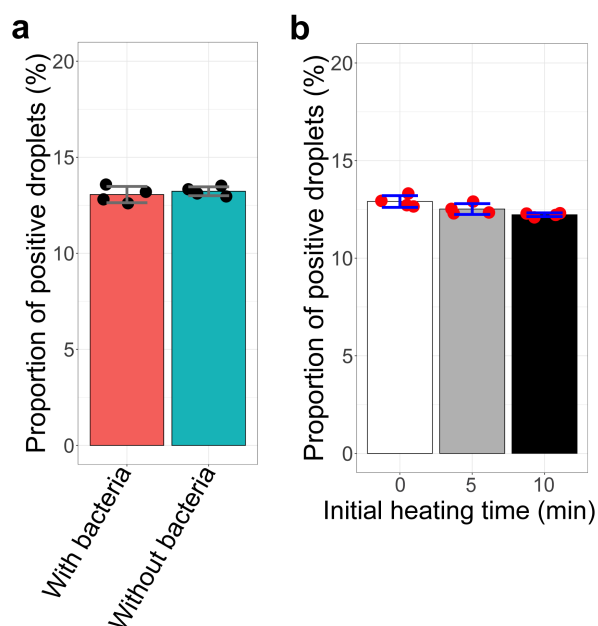 a
Proportion of positive droplets (%)
20
15
10
5
0
With bacteria
Without bacteria
b
Proportion of positive droplets (%)
20
15
10
5
0
0 5 10
Initial heating time (min)